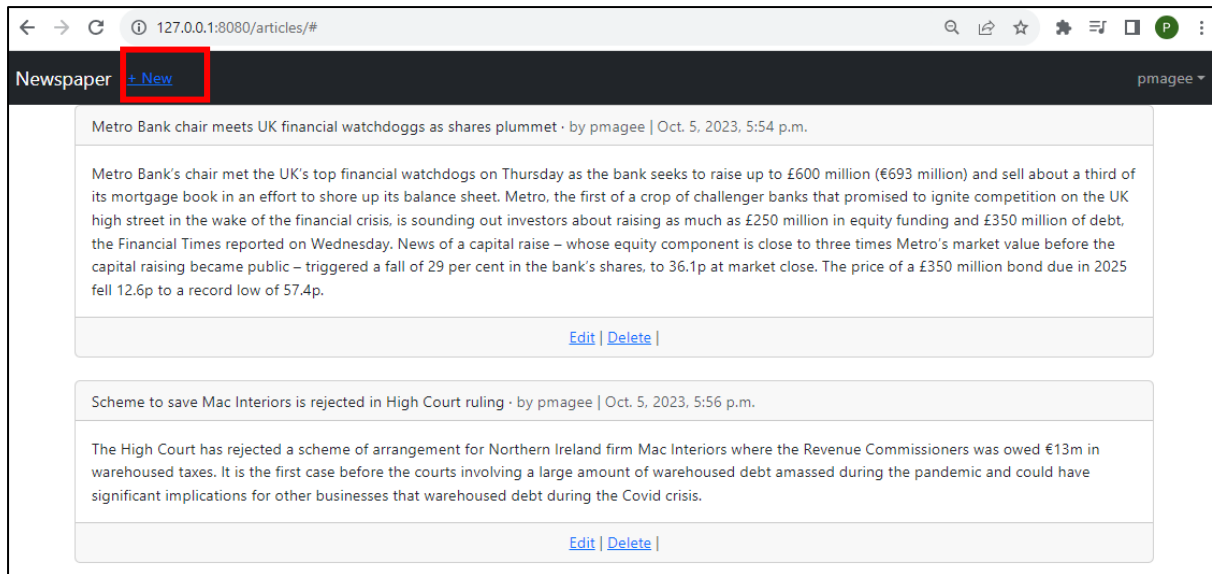 127.0.0.1:8080/articles/#
P
Newspaper + New pmagee
Metro Bank chair meets UK financial watchdoggs as shares plummet · by pmagee | Oct. 5, 2023, 5:54 p.m.
Metro Bank's chair met the UK's top financial watchdogs on Thursday as the bank seeks to raise up to £600 million (€693 million) and sell about a third of
its mortgage book in an effort to shore up its balance sheet. Metro, the first of a crop of challenger banks that promised to ignite competition on the UK
high street in the wake of the financial crisis, is sounding out investors about raising as much as £250 million in equity funding and £350 million of debt,
the Financial Times reported on Wednesday. News of a capital raise – whose equity component is close to three times Metro's market value before the
capital raising became public – triggered a fall of 29 per cent in the bank's shares, to 36.1p at market close. The price of a £350 million bond due in 2025
fell 12.6p to a record low of 57.4p.
Edit | Delete |
Scheme to save Mac Interiors is rejected in High Court ruling · by pmagee | Oct. 5, 2023, 5:56 p.m.
The High Court has rejected a scheme of arrangement for Northern Ireland firm Mac Interiors where the Revenue Commissioners was owed €13m in
warehoused taxes. It is the first case before the courts involving a large amount of warehoused debt amassed during the pandemic and could have
significant implications for other businesses that warehoused debt during the Covid crisis.
Edit | Delete |